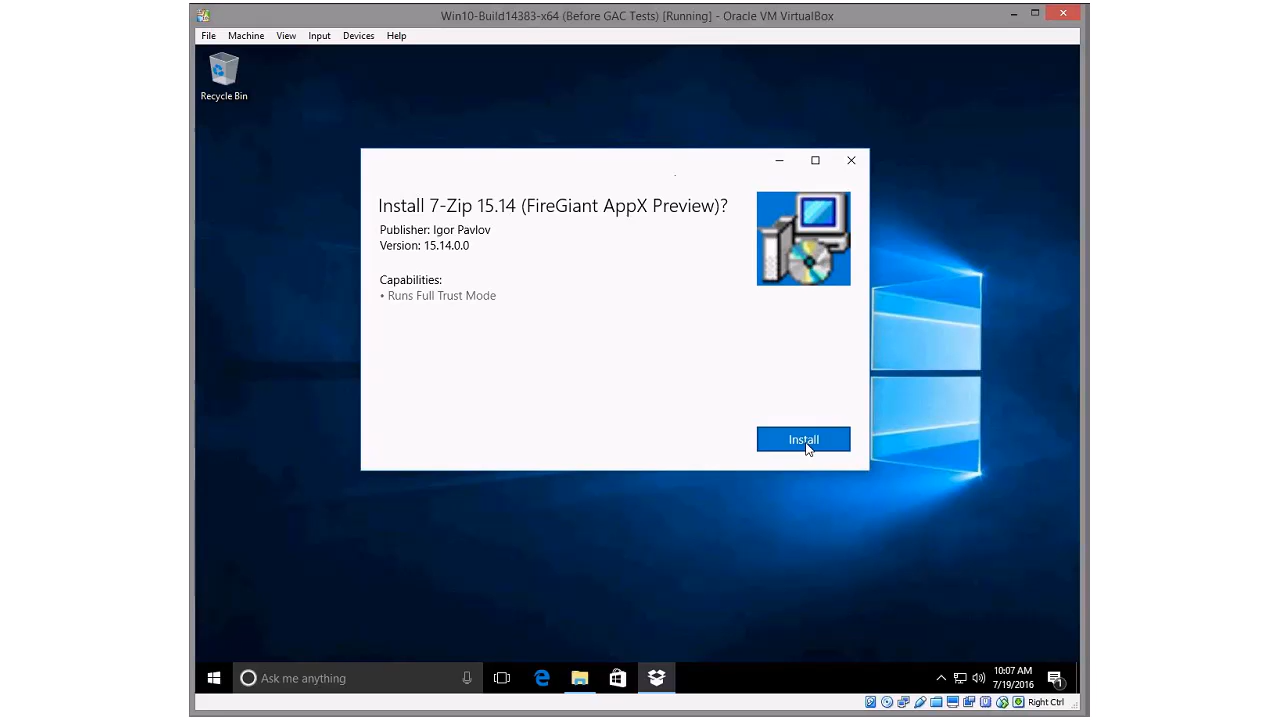 Win10-Build14383-x64 (Before GAC Tests) [Running] - Oracle VM VirtualBox
File Machine View Input Devices Help
Recycle Bin
Install 7-Zip 15.14 (FireGiant AppX Preview)?
Publisher: Igor Pavlov
Version: 15.14.0.0
Capabilities:
• Runs Full Trust Mode
Install
Ask me anything
10:07 AM
7/19/2016
1
Right Ctrl